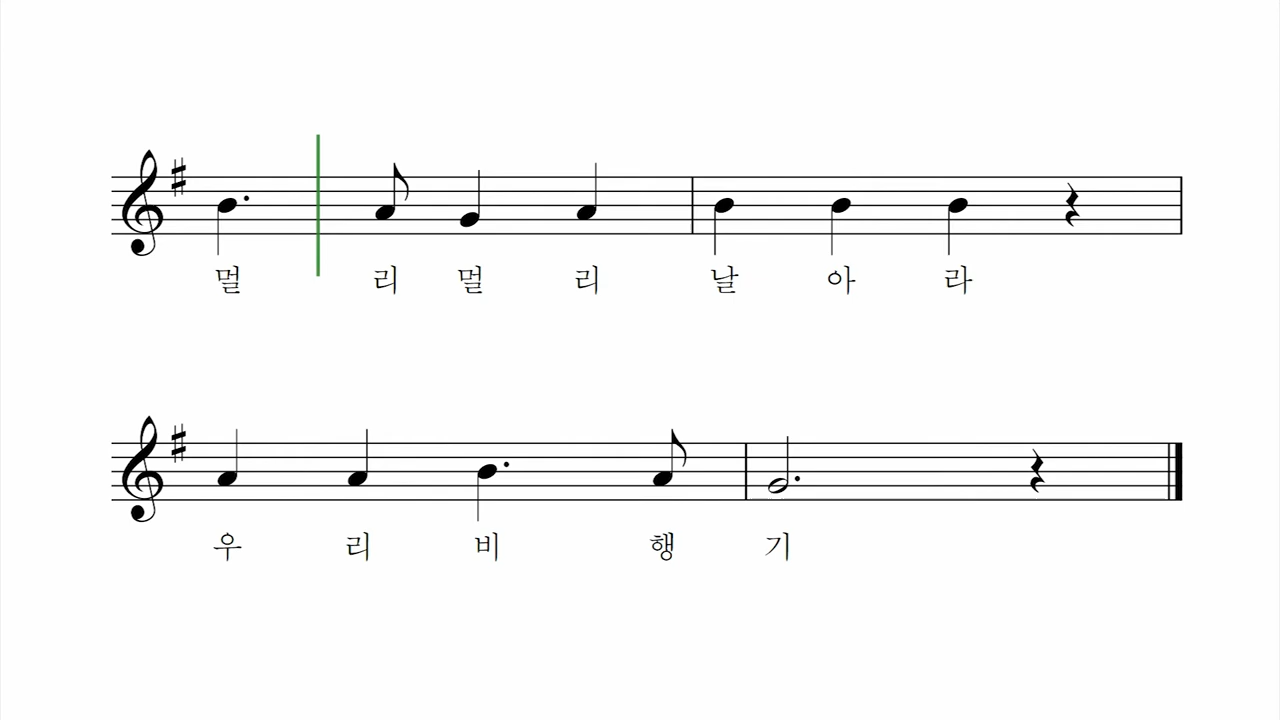 멀 리 멀 리 날 아 라
우 리 비 행 기